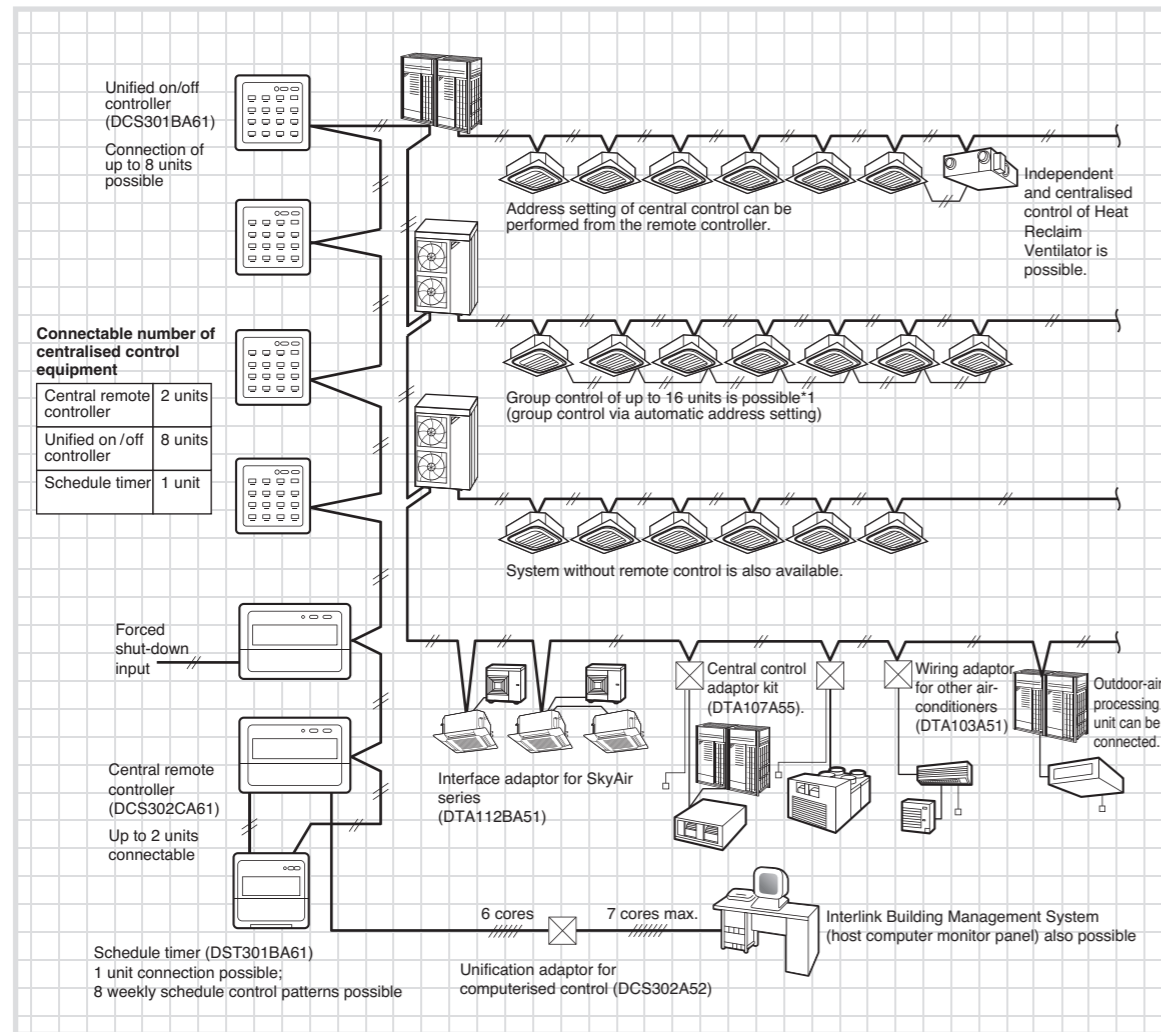 Unified on/off
controller
(DCS301BA61)
Connection of
up to 8 units
possible
Address setting of central control can be
performed from the remote controller.
Independent
and centralised
control of Heat
Reclaim
Ventilator is
possible.
Connectable number of
centralised control
equipment
Central remote
controller
2 units
Unified on/off
controller
8 units
Schedule timer
1 unit
Group control of up to 16 units is possible*1
(group control via automatic address setting)
System without remote control is also available.
Forced
shut-down
input
Central remote
controller
(DCS302CA61)
Up to 2 units
connectable
Interface adaptor for SkyAir
series
(DTA112BA51)
Central control
adaptor kit
(DTA107A55).
Wiring adaptor
for other air-
conditioners
(DTA103A51)
Outdoor-air
processing
unit can be
connected.
Schedule timer (DST301BA61)
1 unit connection possible;
8 weekly schedule control patterns possible
6 cores
7 cores max.
Unification adaptor for
computerised control (DCS302A52)
Interlink Building Management System
(host computer monitor panel) also possible